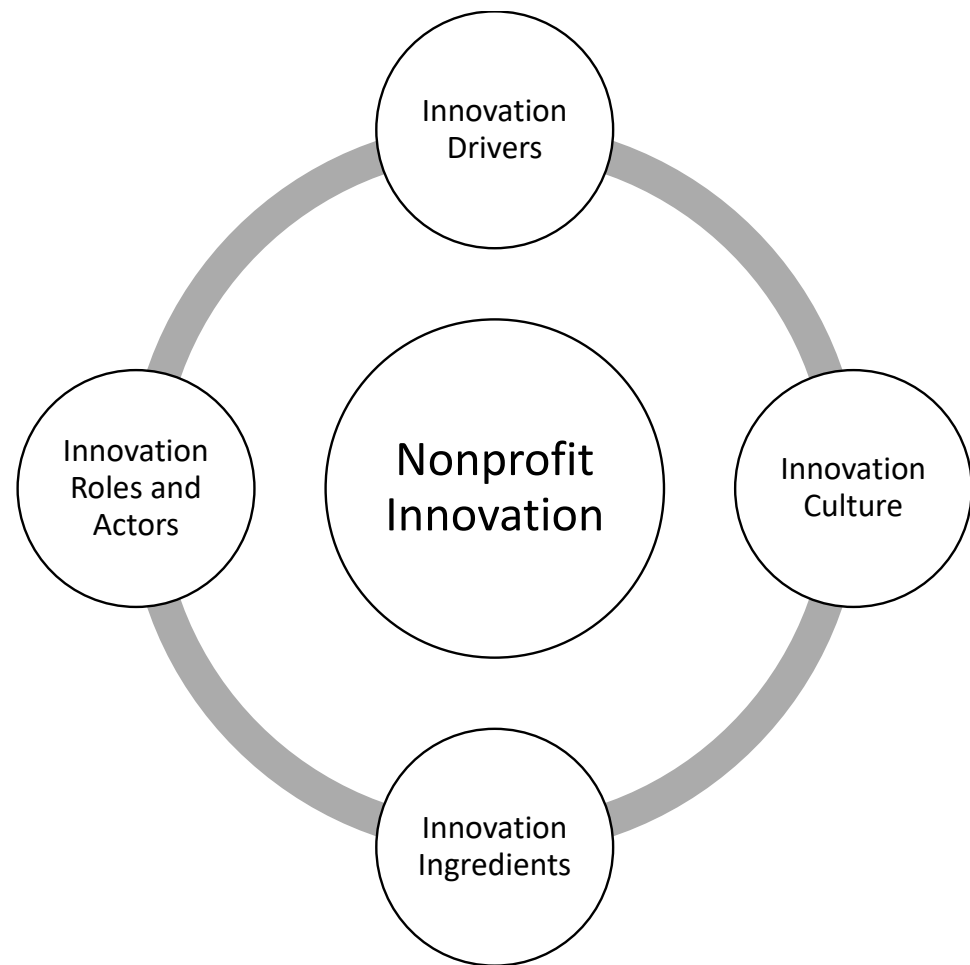 Innovation
Drivers
Innovation
Roles and
Actors
Nonprofit
Innovation
Innovation
Culture
Innovation
Ingredients